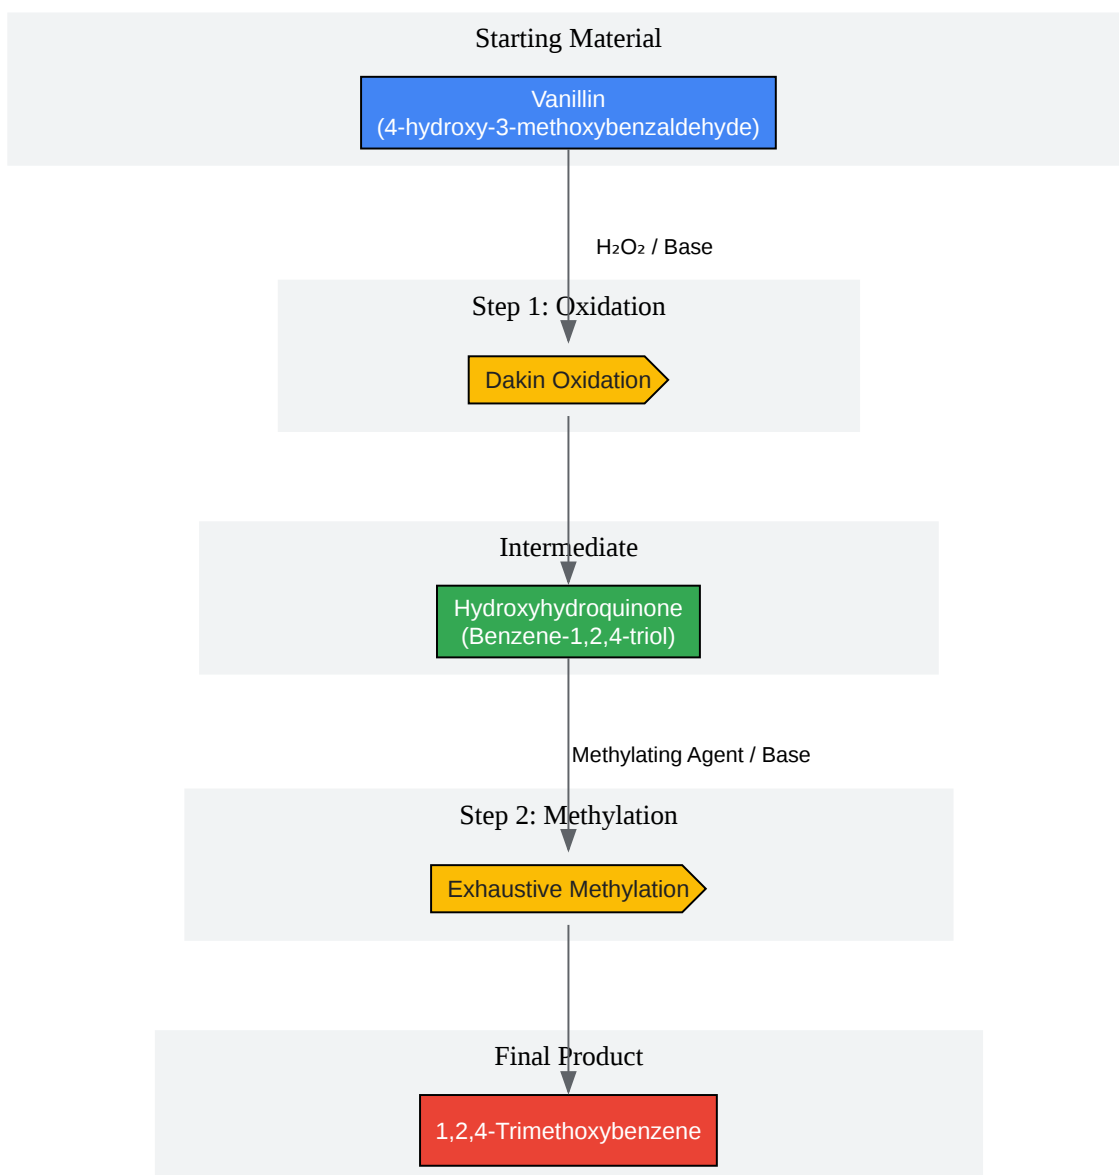 Starting Material
Vanillin
(4-hydroxy-3-methoxybenzaldehyde)
H₂O₂ / Base
Step 1: Oxidation
Dakin Oxidation
Intermediate
Hydroxyhydroquinone
(Benzene-1,2,4-triol)
Methylating Agent / Base
Step 2: Methylation
Exhaustive Methylation
Final Product
1,2,4-Trimethoxybenzene